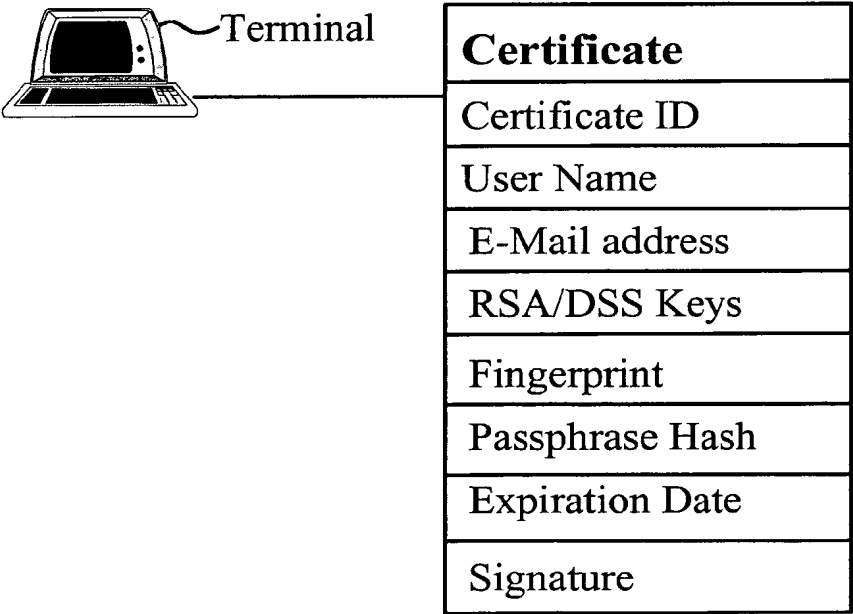 Terminal
Certificate
Certificate ID
User Name
E-Mail address
RSA/DSS Keys
Fingerprint
Passphrase Hash
Expiration Date
Signature